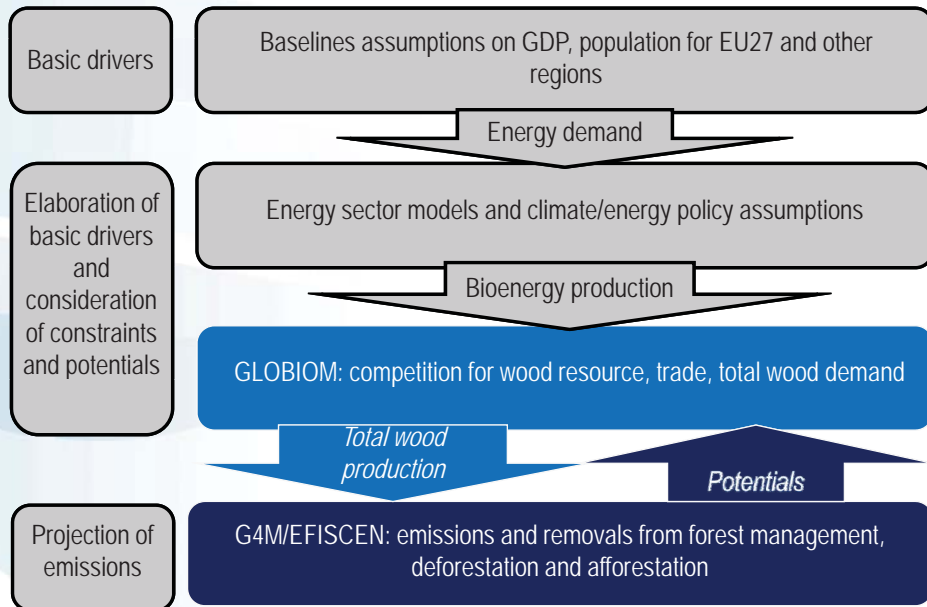 Basic drivers
Baselines assumptions on GDP, population for EU27 and other
regions
Energy demand
Elaboration of
basic drivers
and
consideration
of constraints
and potentials
Energy sector models and climate/energy policy assumptions
Bioenergy production
GLOBIOM: competition for wood resource, trade, total wood demand
Total wood
production
Potentials
Projection of
emissions
G4M/EFISCEN: emissions and removals from forest management,
deforestation and afforestation